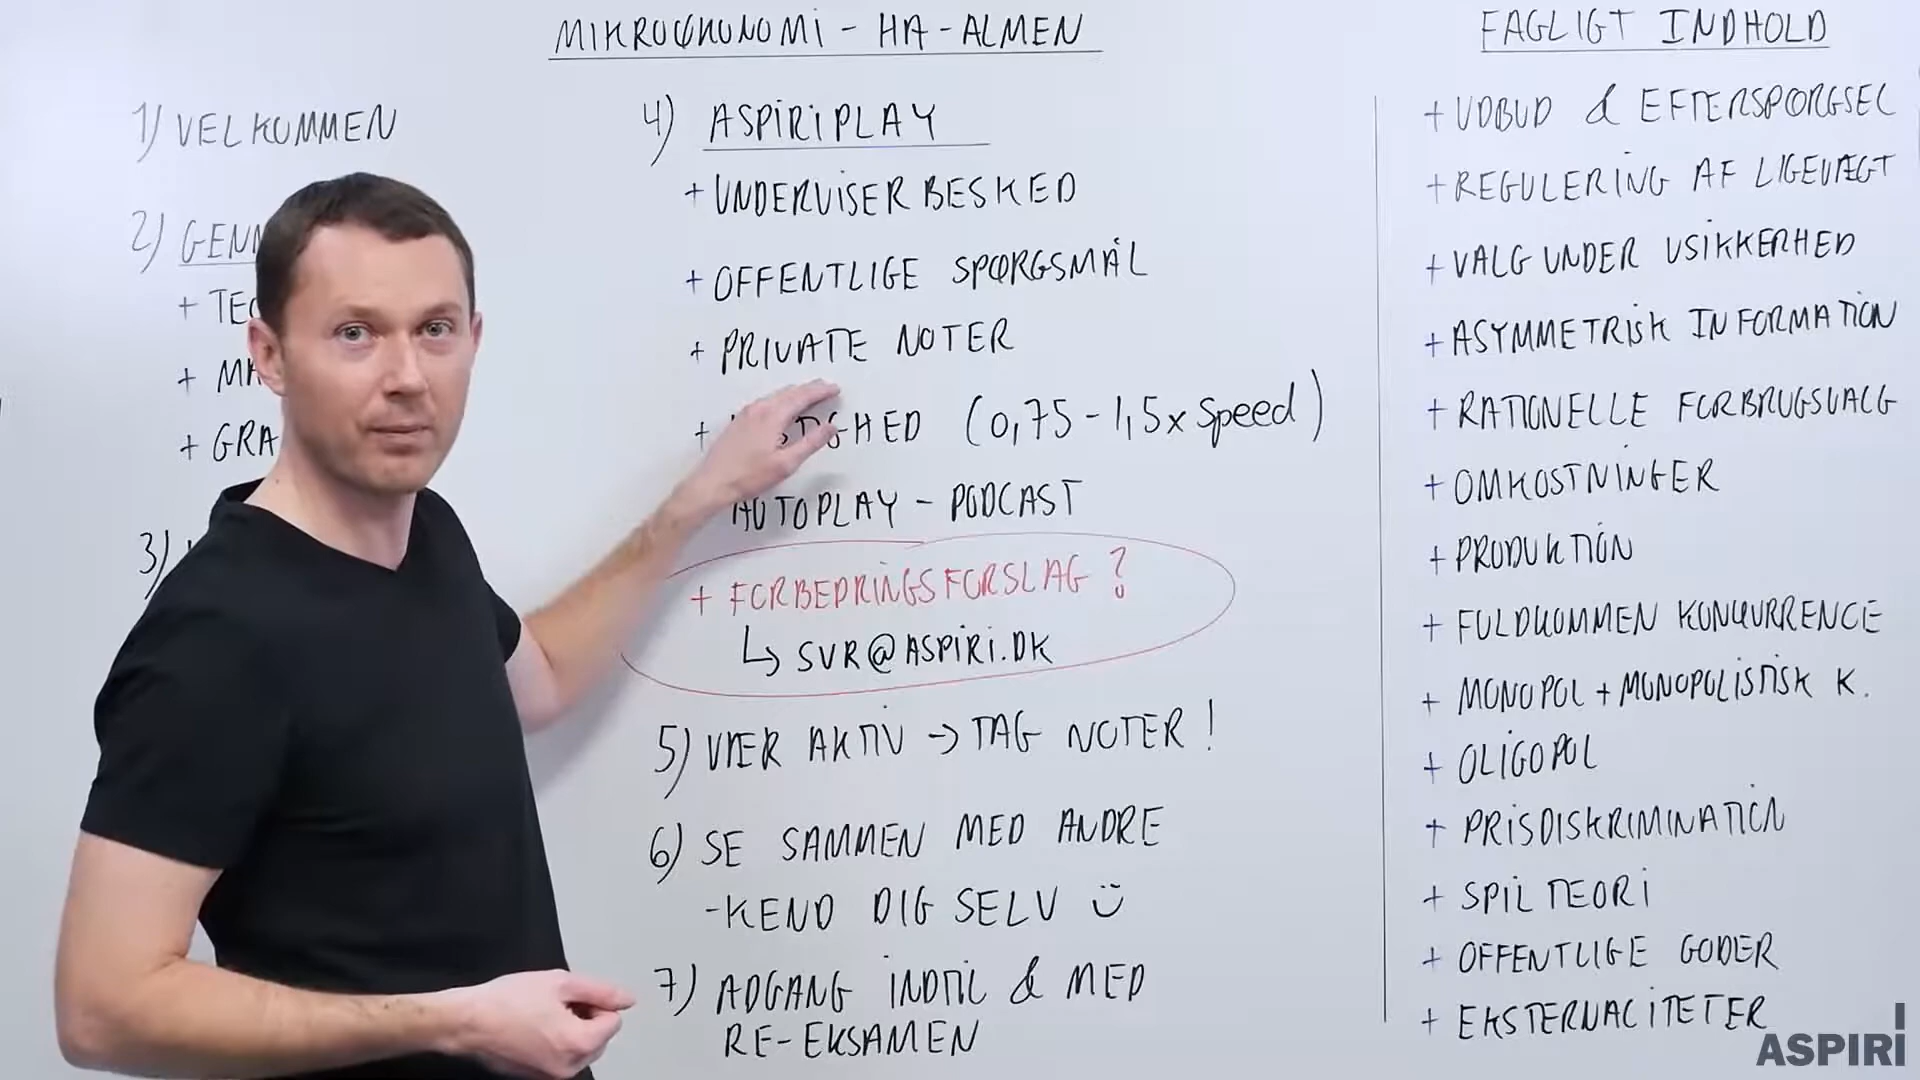 MIKROØKONOMI - HA-ALMEN
1) VELKOMMEN
2)
+
+
+
3)
4) ASPIRIPLAY
+ UNDERVISER BESKED
+ OFFENTLIGE SPØRGSMÅL
+ PRIVATE NOTER
+ (0,75-1,5x Speed)
AUTOPLAY - PODCAST
+ FORBEDRINGSFORSLAG?
↳ SVR@ASPIRI.DK
5) VÆR AKTIV → TAG NOTER!
6) SE SAMMEN MED ANDRE
-KEND DIG SELV ☺
7) ADGANG INDTIL & MED
RE-EKSAMEN
FAGLIGT INDHOLD
+ UDBUD & EFTERSPØRGSEL
+ REGULERING AF LIGEVÆGT
+ VALG UNDER USIKKERHED
+ ASYMMETRISK INFORMATION
+ RATIONELLE FORBRUGSVALG
+ OMKOSTNINGER
+ PRODUKTION
+ FULDKOMMEN KONKURRENCE
+ MONOPOL + MONOPOLISTISK K.
+ OLIGOPOL
+ PRISDISKRIMINATION
+ SPILTEORI
+ OFFENTLIGE GODER
+ EKSTERNALITETER
ASPIRI